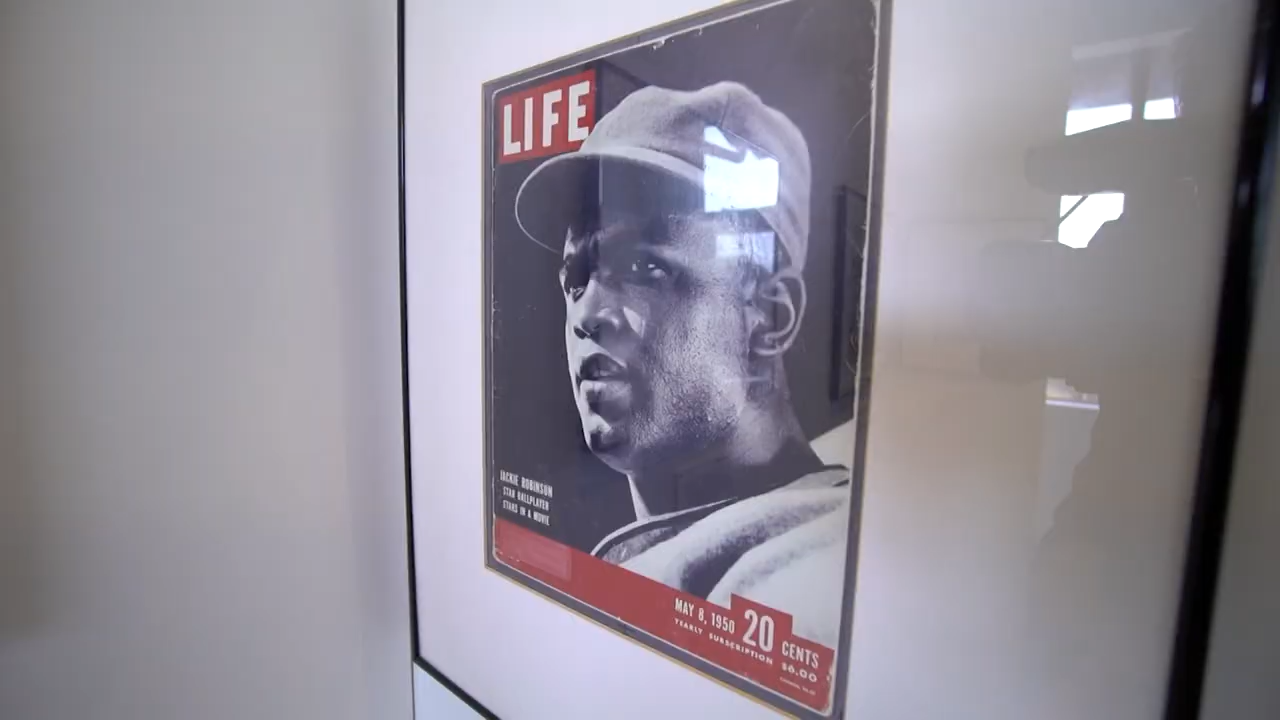 LIFE
JACKIE ROBINSON
STAR BALLPLAYER
STARS IN A MOVIE
MAY 8, 1950
20 CENTS
YEARLY SUBSCRIPTION $6.00